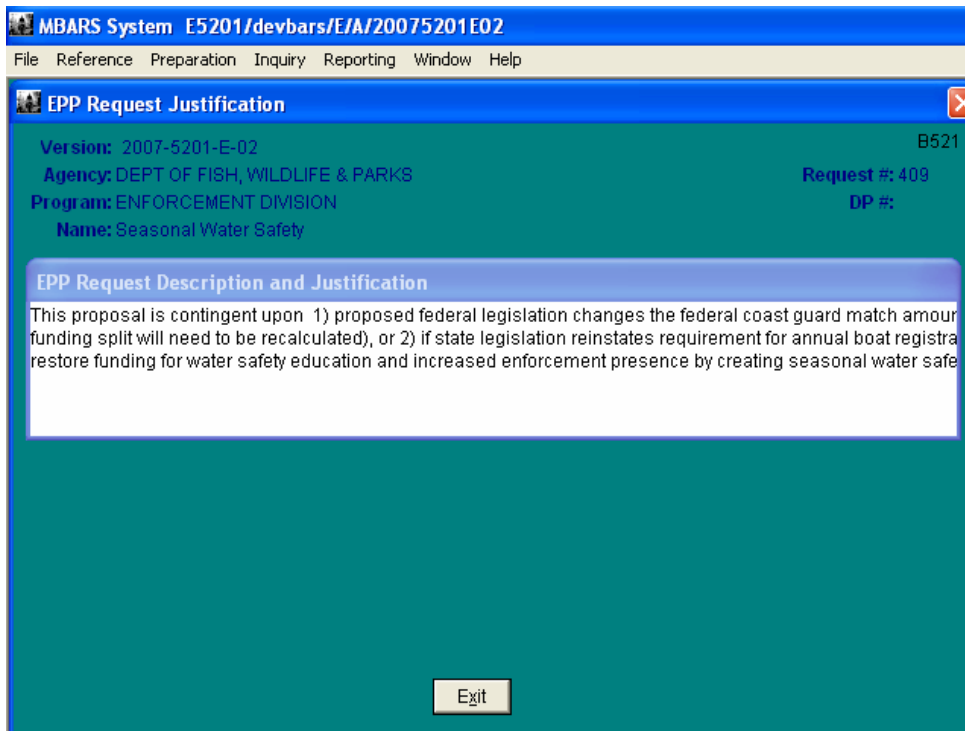 MBARS System E5201/devbars/E/A/20075201E02
File Reference Preparation Inquiry Reporting Window Help
EPP Request Justification
B521
Version: 2007-5201-E-02
Agency: DEPT OF FISH, WILDLIFE & PARKS Request #: 409
Program: ENFORCEMENT DIVISION DP #:
Name: Seasonal Water Safety
EPP Request Description and Justification
This proposal is contingent upon 1) proposed federal legislation changes the federal coast guard match amour
funding split will need to be recalculated), or 2) if state legislation reinstates requirement for annual boat registra
restore funding for water safety education and increased enforcement presence by creating seasonal water safe
Exit